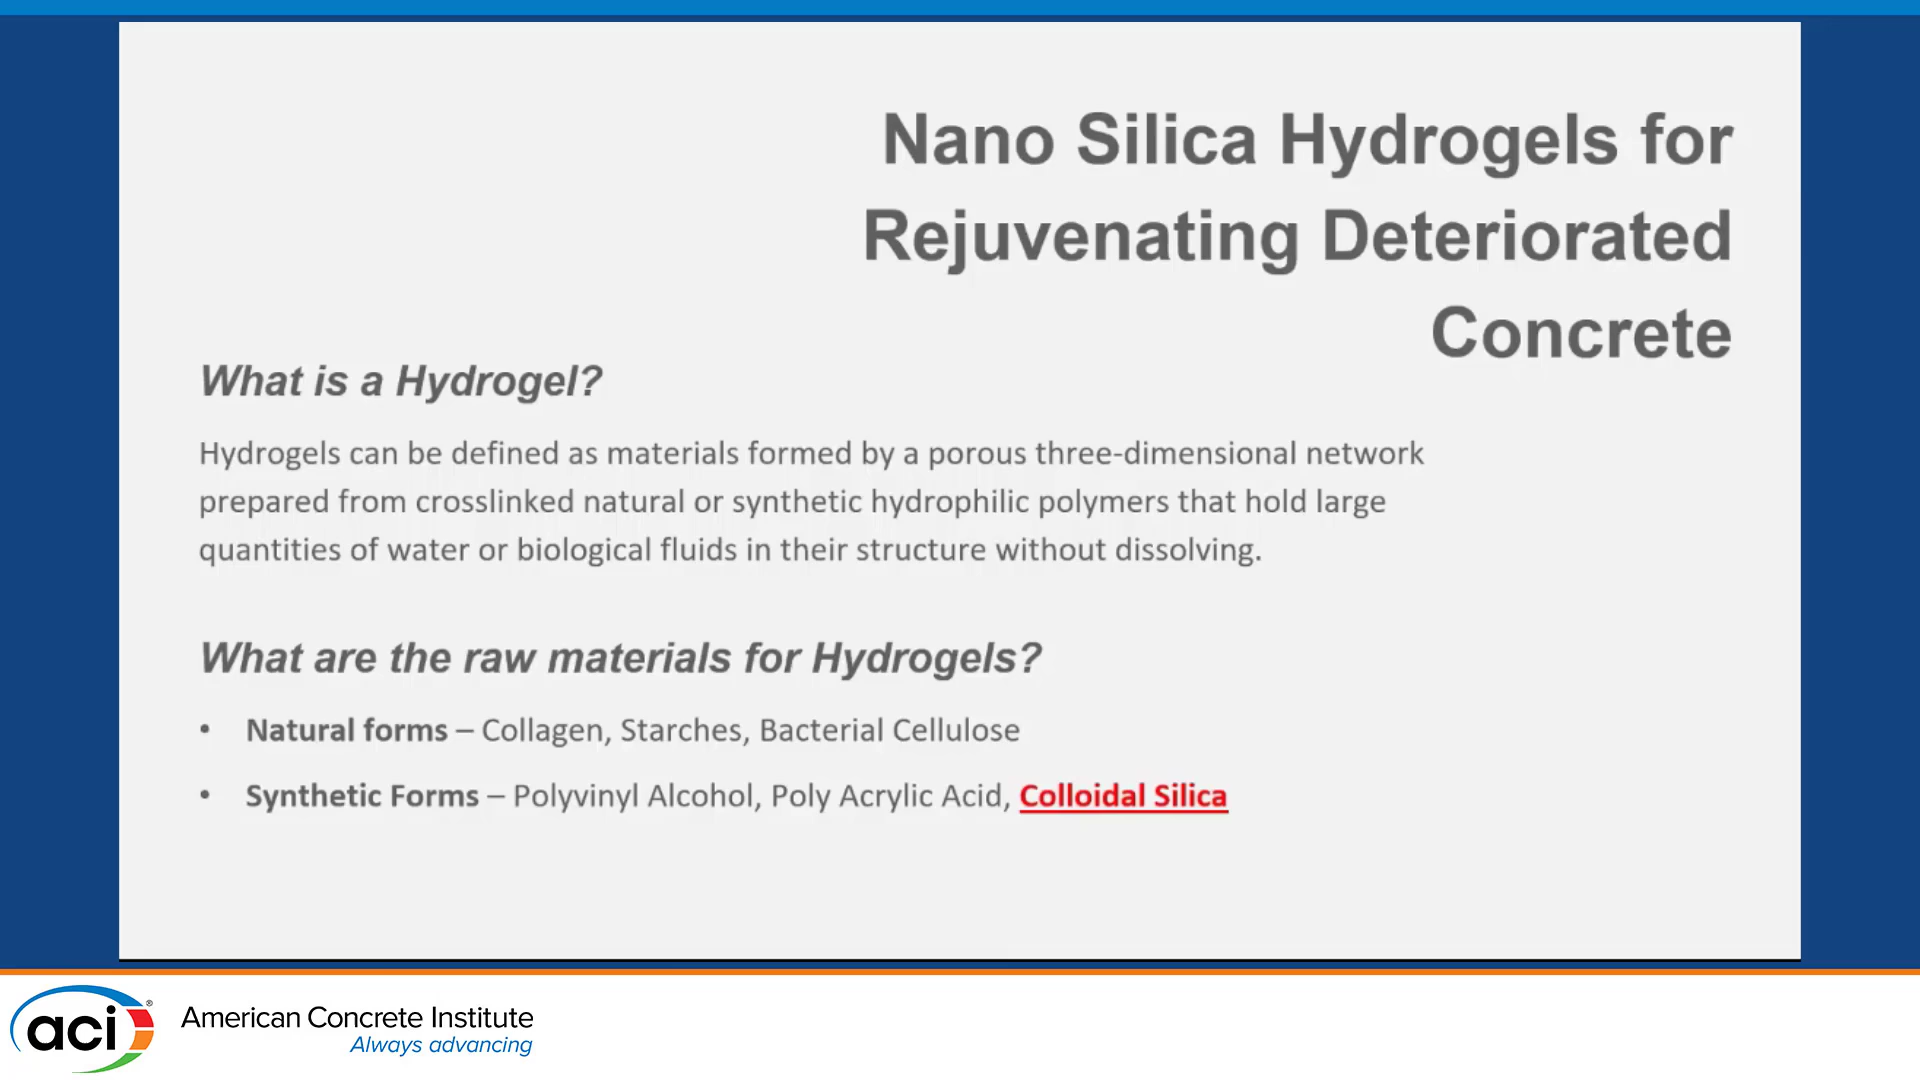 Nano Silica Hydrogels for
Rejuvenating Deteriorated
Concrete
What is a Hydrogel?
Hydrogels can be defined as materials formed by a porous three-dimensional network
prepared from crosslinked natural or synthetic hydrophilic polymers that hold large
quantities of water or biological fluids in their structure without dissolving.
What are the raw materials for Hydrogels?
• Natural forms – Collagen, Starches, Bacterial Cellulose
• Synthetic Forms – Polyvinyl Alcohol, Poly Acrylic Acid, Colloidal Silica
aci®
American Concrete Institute
Always advancing